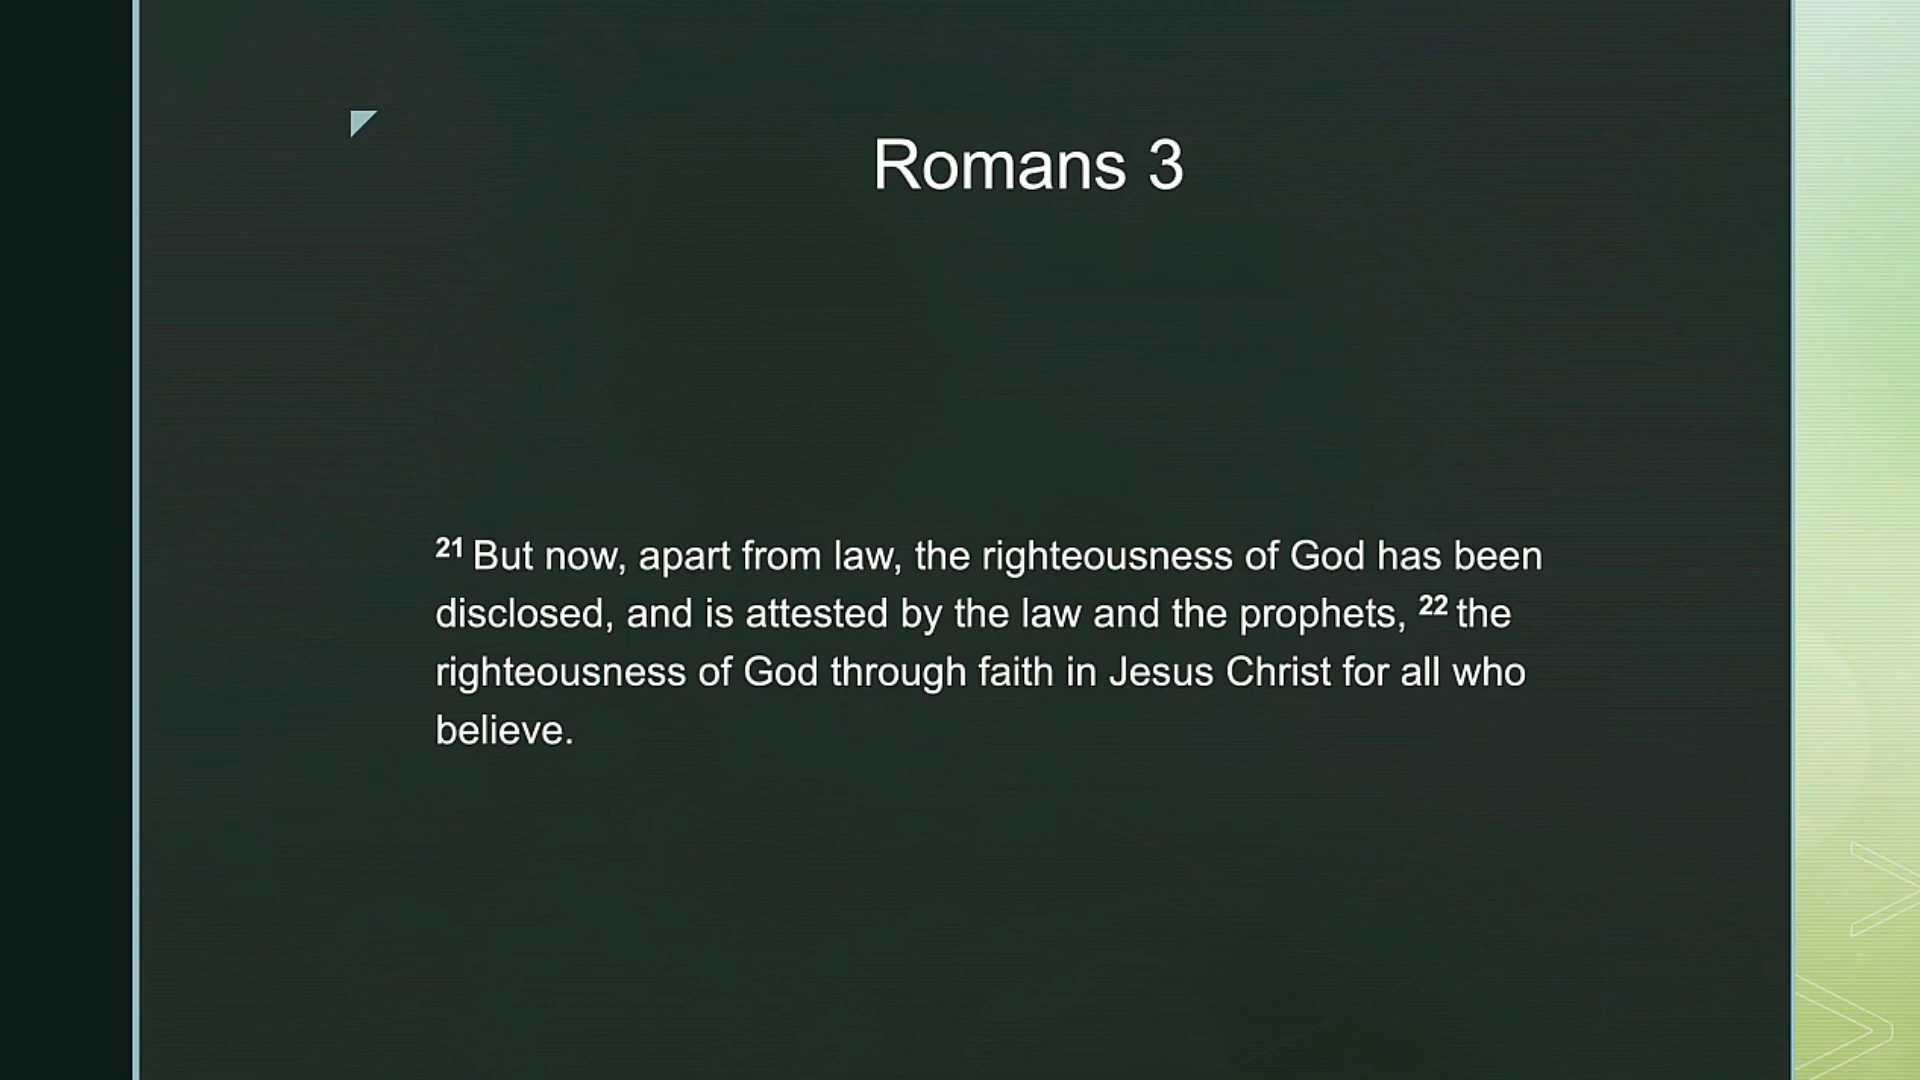 Romans 3
21 But now, apart from law, the righteousness of God has been
disclosed, and is attested by the law and the prophets, 22 the
righteousness of God through faith in Jesus Christ for all who
believe.